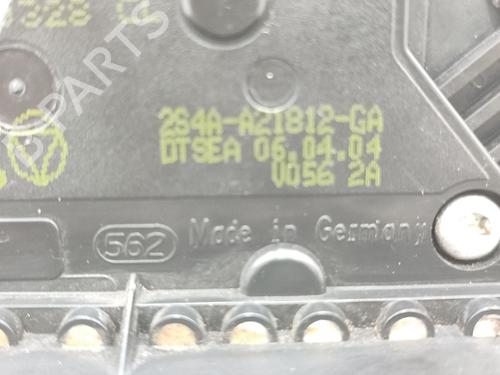 2S4A-A21812-GA
DTSEA 06.04.04
V056 2A
562 Made in Germany